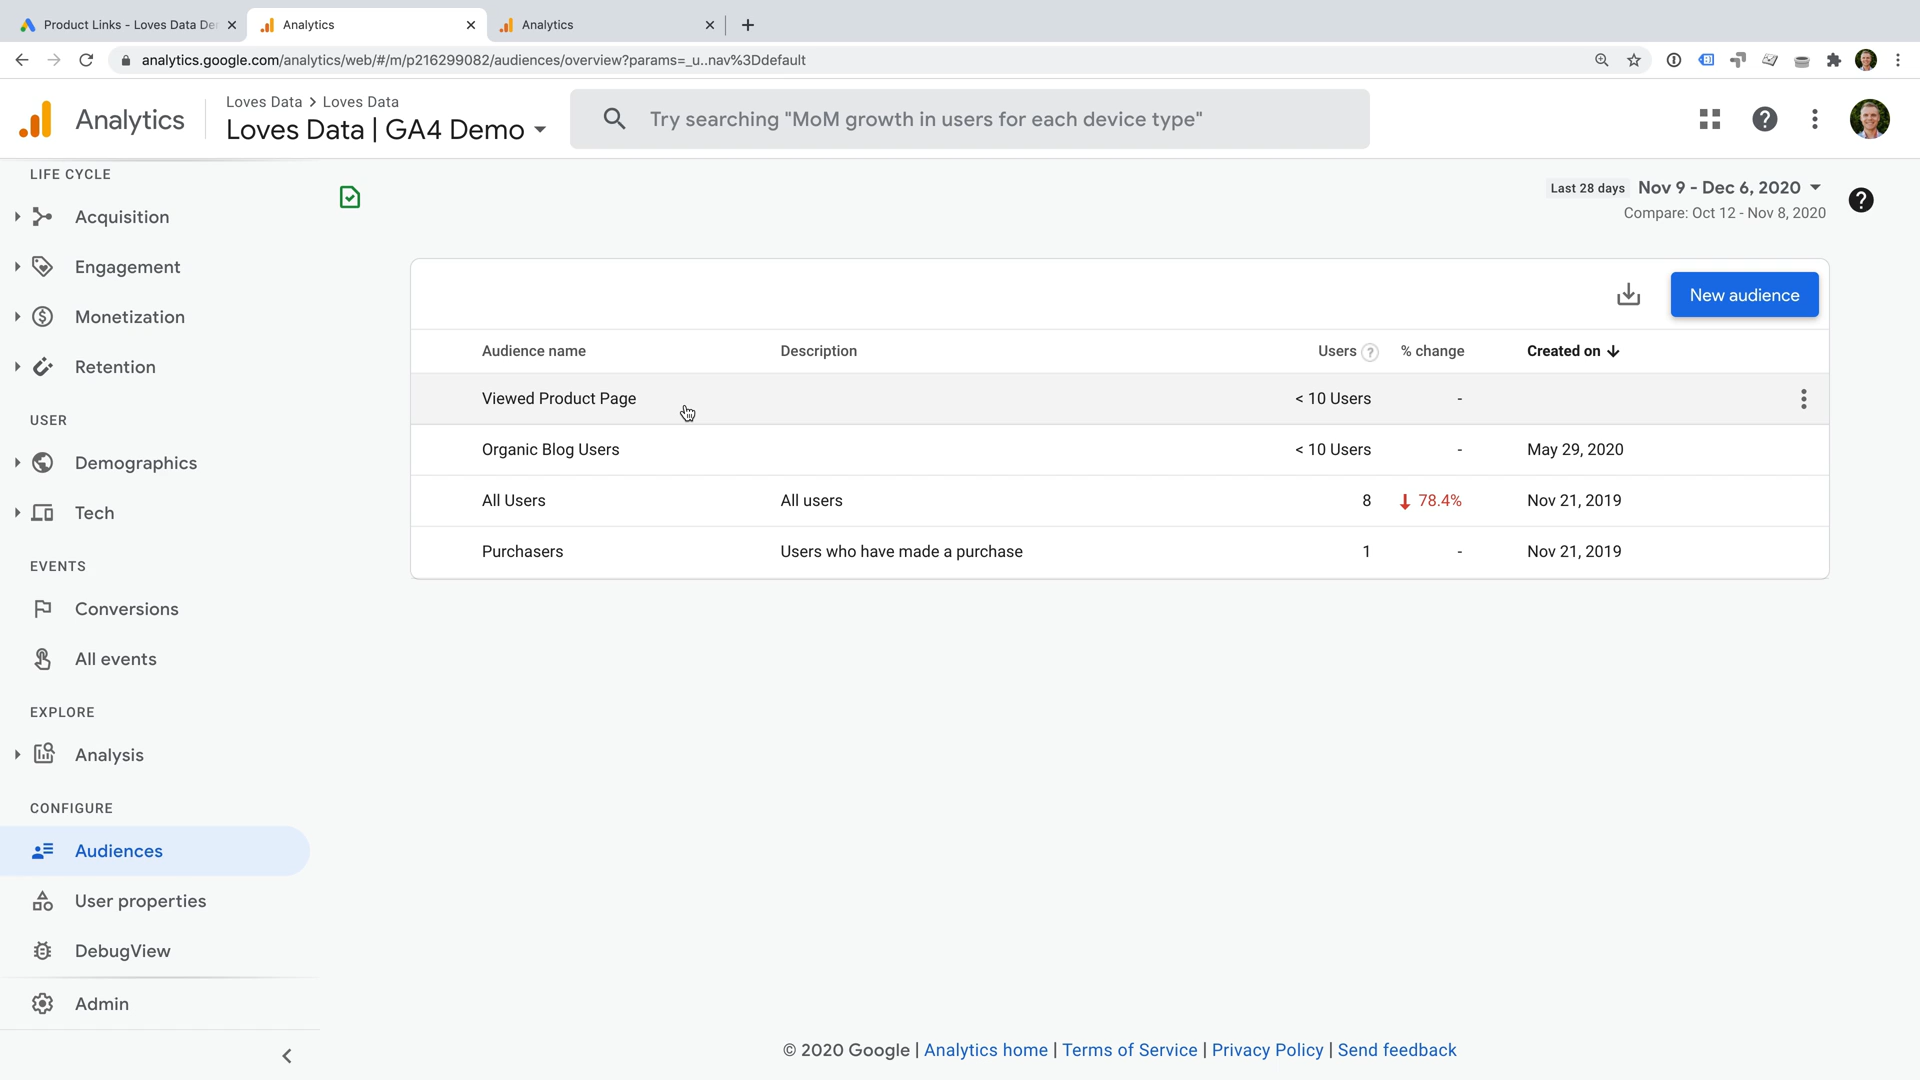 Product Links - Loves Data De
Analytics
Analytics
analytics.google.com/analytics/web/#/m/p216299082/audiences/overview?params=_u..nav%3Ddefault
Analytics
Loves Data > Loves Data
Loves Data | GA4 Demo
Try searching "MoM growth in users for each device type"
LIFE CYCLE
Acquisition
Engagement
Monetization
Retention
USER
Demographics
Tech
EVENTS
Conversions
All events
EXPLORE
Analysis
CONFIGURE
Audiences
User properties
DebugView
Admin
Last 28 days Nov 9 - Dec 6, 2020
Compare: Oct 12 - Nov 8, 2020
New audience
Audience name Description Users % change Created on
Viewed Product Page < 10 Users -
Organic Blog Users < 10 Users - May 29, 2020
All Users All users 8 78.4% Nov 21, 2019
Purchasers Users who have made a purchase 1 - Nov 21, 2019
© 2020 Google | Analytics home | Terms of Service | Privacy Policy | Send feedback